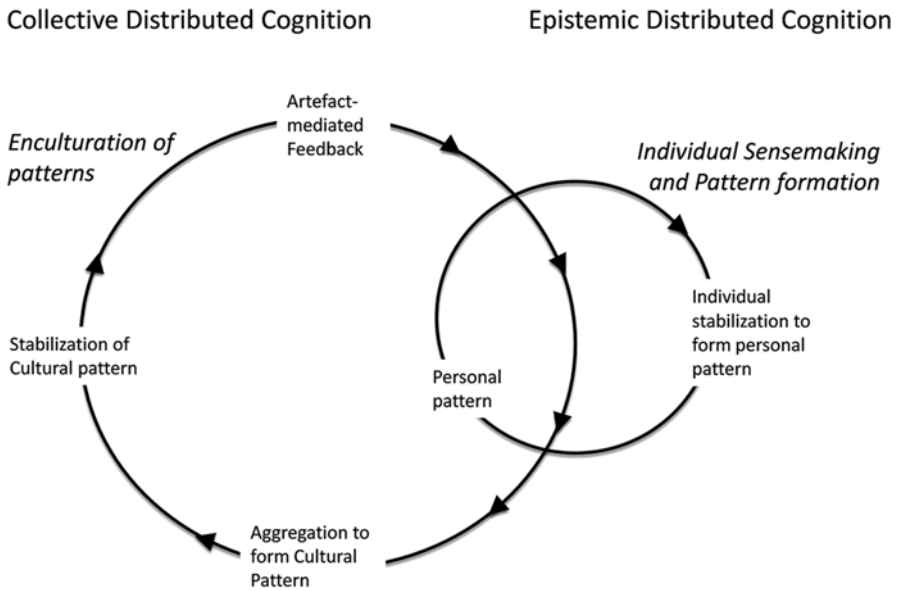 Collective Distributed Cognition
Epistemic Distributed Cognition
Artefact-
mediated
Feedback
Enculturation of
patterns
Individual Sensemaking
and Pattern formation
Individual
stabilization to
form personal
pattern
Stabilization of
Cultural pattern
Personal
pattern
Aggregation to
form Cultural
Pattern